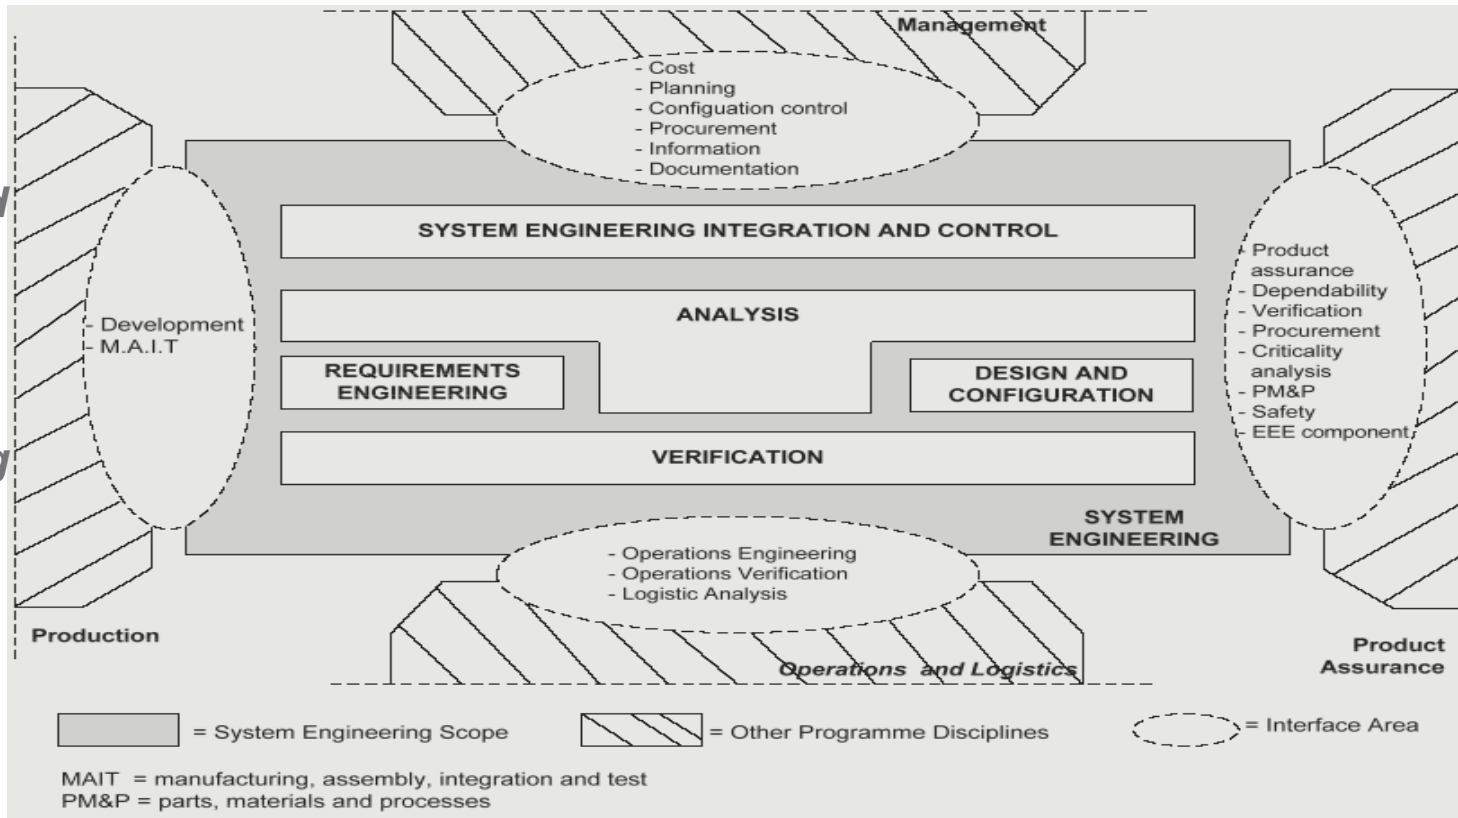 Management
- Cost
- Planning
- Configuation control
- Procurement
- Information
- Documentation
SYSTEM ENGINEERING INTEGRATION AND CONTROL
ANALYSIS
REQUIREMENTS
ENGINEERING
DESIGN AND
CONFIGURATION
VERIFICATION
SYSTEM
ENGINEERING
- Development
- M.A.I.T
- Product
assurance
- Dependability
- Verification
- Procurement
- Criticality
analysis
- PM&P
- Safety
- EEE component
- Operations Engineering
- Operations Verification
- Logistic Analysis
Production
Operations and Logistics
Product
Assurance
= System Engineering Scope
= Other Programme Disciplines
= Interface Area
MAIT = manufacturing, assembly, integration and test
PM&P = parts, materials and processes